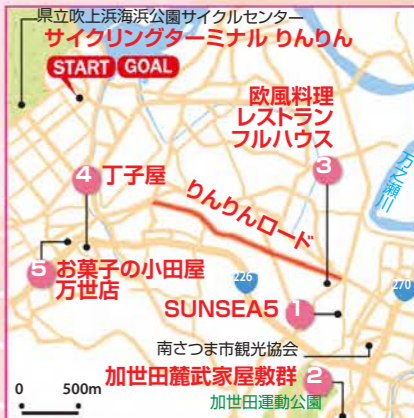 県立吹上浜海浜公園サイクルセンター
サイクリングターミナル りんりん
START GOAL
欧風料理
レストラン
フルハウス
3
万之瀬川
4 丁子屋
りんりんロード
5 お菓子の小田屋
万世店
226
270
SUNSEA5 1
南さつま市観光協会
加世田麓武家屋敷群 2
加世田運動公園
0 500m